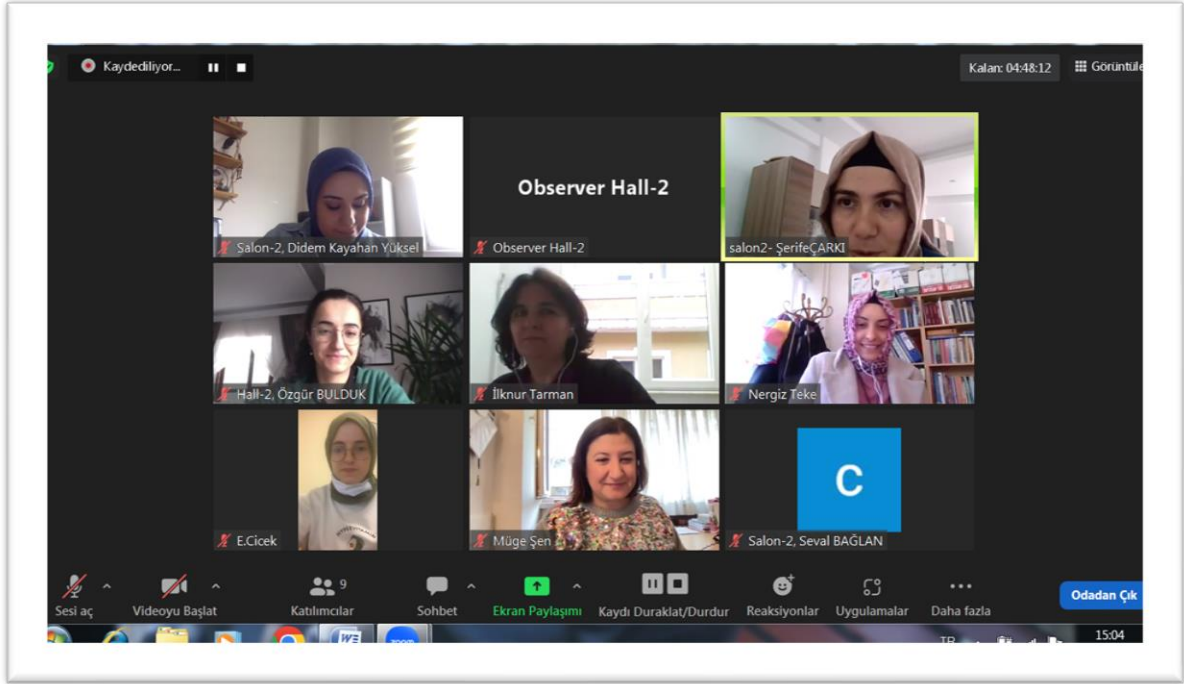 Kaydediliyor...
Kalan: 04:48:12
Görüntüle
Observer Hall-2
Salon-2, Didem Kayahan Yüksel
Observer Hall-2
salon2- ŞerifeÇARKI
Hall-2, Özgür BULDUK
İlknur Tarman
Nergiz Teke
C
E.Cicek
Müge Şen
Salon-2, Seval BAĞLAN
9
Sesi aç
Videoyu Başlat
Katılımcılar
Sohbet
Ekran Paylaşımı
Kaydı Duraklat/Durdur
Reaksiyonlar
Uygulamalar
Daha fazla
Odadan Çık
zoom
TR
15:04